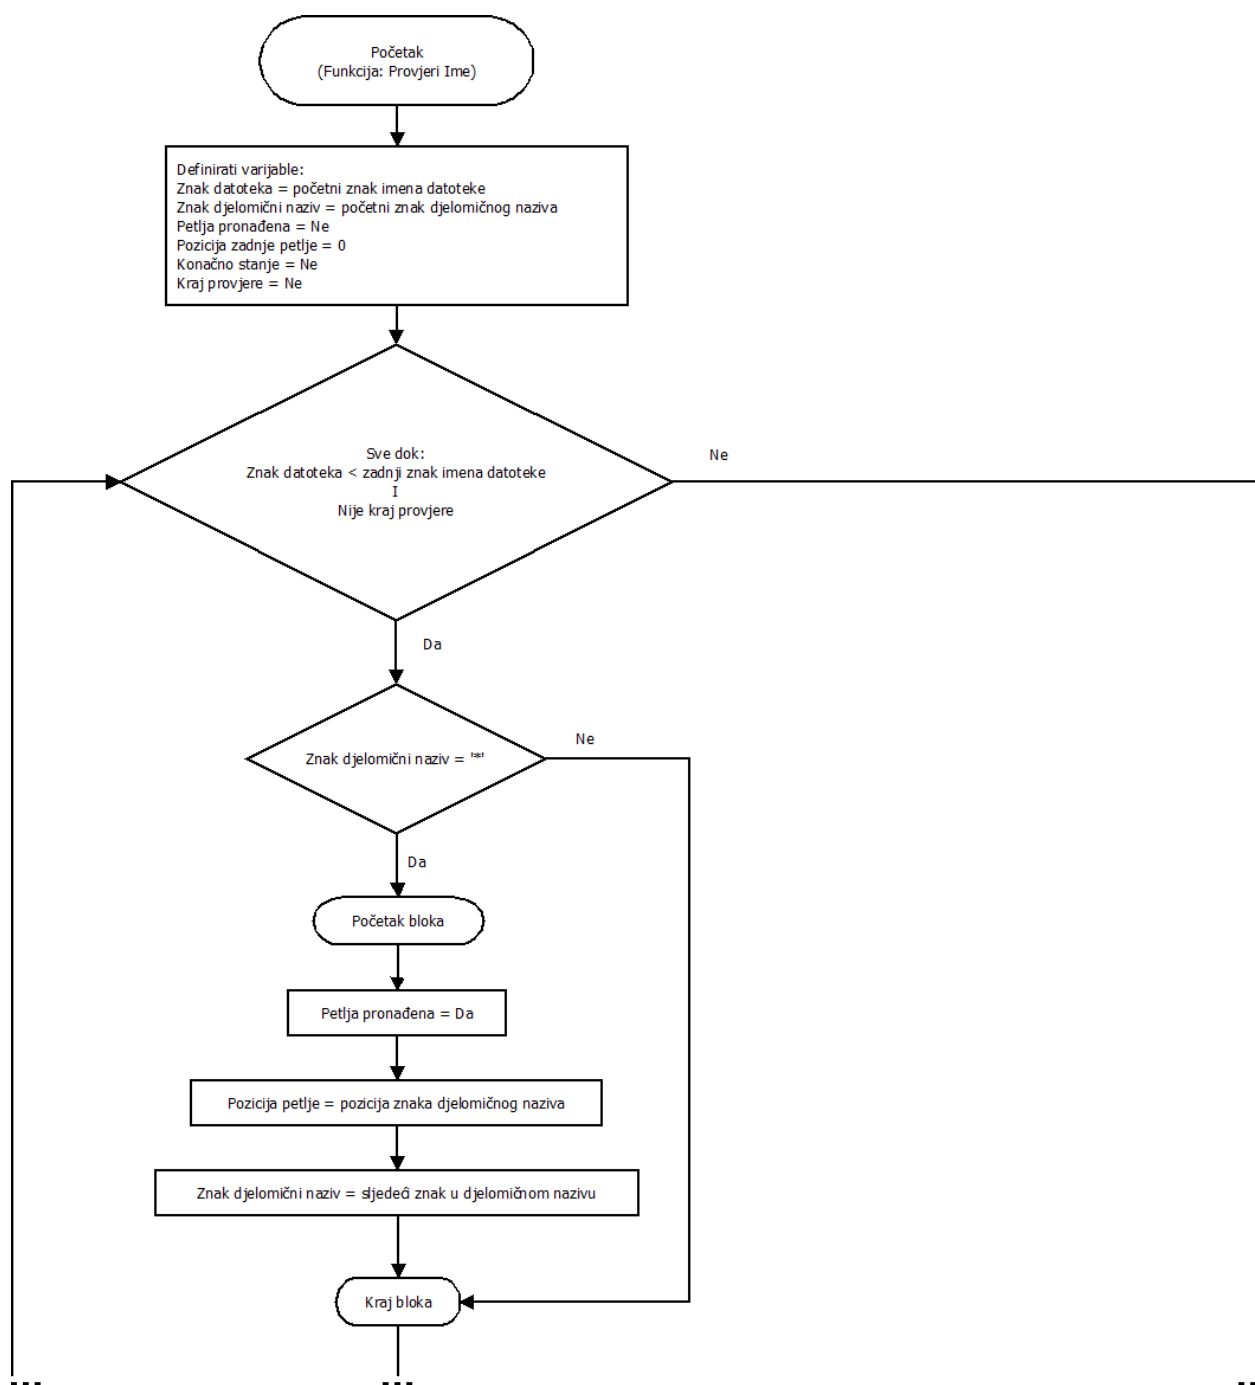 Početak
(Funkcija: Provjeri Ime)
Definirati varijable:
Znak datoteka = početni znak imena datoteke
Znak djelomični naziv = početni znak djelomičnog naziva
Petlja pronađena = Ne
Pozicija zadnje petlje = 0
Konačno stanje = Ne
Kraj provjere = Ne
Sve dok:
Znak datoteka < zadnji znak imena datoteke
I
Nije kraj provjere
Ne
Da
Znak djelomični naziv = '*'
Ne
Da
Početak bloka
Petlja pronađena = Da
Pozicija petlje = pozicija znaka djelomičnog naziva
Znak djelomični naziv = sljedeći znak u djelomičnom nazivu
Kraj bloka